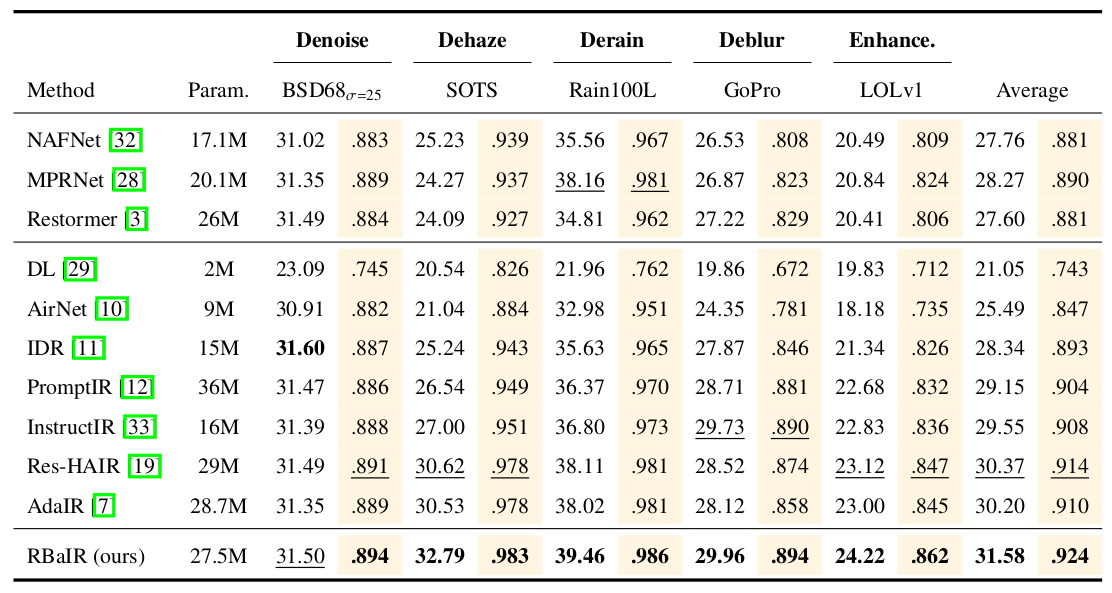 Denoise Dehaze Derain Deblur Enhance.
Method Param. BSD68σ=25 SOTS Rain100L GoPro LOLv1 Average
NAFNet [32] 17.1M 31.02 .883 25.23 .939 35.56 .967 26.53 .808 20.49 .809 27.76 .881
MPRNet [28] 20.1M 31.35 .889 24.27 .937 38.16 .981 26.87 .823 20.84 .824 28.27 .890
Restormer [3] 26M 31.49 .884 24.09 .927 34.81 .962 27.22 .829 20.41 .806 27.60 .881
DL [29] 2M 23.09 .745 20.54 .826 21.96 .762 19.86 .672 19.83 .712 21.05 .743
AirNet [10] 9M 30.91 .882 21.04 .884 32.98 .951 24.35 .781 18.18 .735 25.49 .847
IDR [11] 15M 31.60 .887 25.24 .943 35.63 .965 27.87 .846 21.34 .826 28.34 .893
PromptIR [12] 36M 31.47 .886 26.54 .949 36.37 .970 28.71 .881 22.68 .832 29.15 .904
InstructIR [33] 16M 31.39 .888 27.00 .951 36.80 .973 29.73 .890 22.83 .836 29.55 .908
Res-HAIR [19] 29M 31.49 .891 30.62 .978 38.11 .981 28.52 .874 23.12 .847 30.37 .914
AdaIR [7] 28.7M 31.35 .889 30.53 .978 38.02 .981 28.12 .858 23.00 .845 30.20 .910
RBaIR (ours) 27.5M 31.50 .894 32.79 .983 39.46 .986 29.96 .894 24.22 .862 31.58 .924